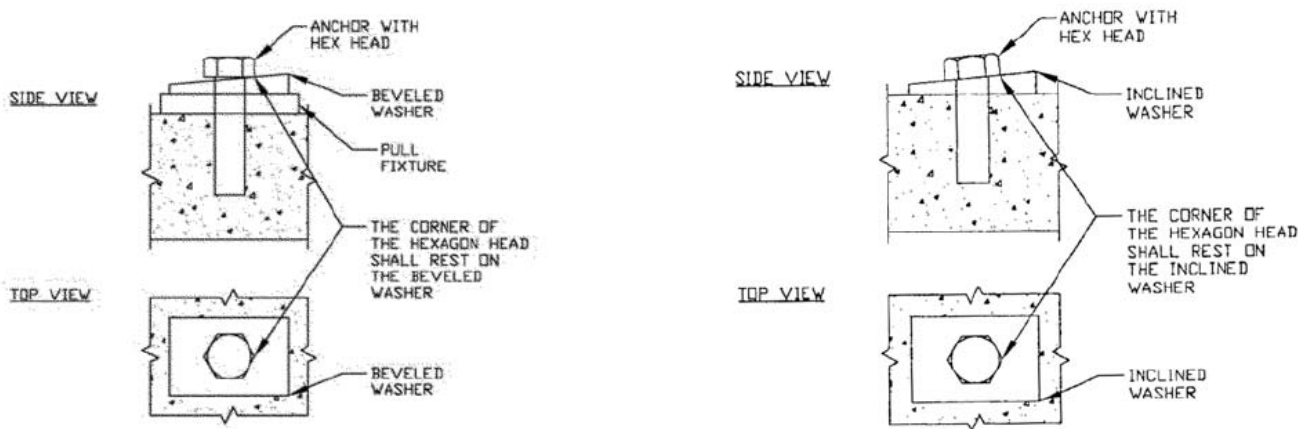 ANCHOR WITH
HEX HEAD
SIDE VIEW
BEVELED
WASHER
PULL
FIXTURE
THE CORNER OF
THE HEXAGON HEAD
SHALL REST ON
THE BEVELED
WASHER
TOP VIEW
BEVELED
WASHER
ANCHOR WITH
HEX HEAD
SIDE VIEW
INCLINED
WASHER
THE CORNER OF
THE HEXAGON HEAD
SHALL REST ON
THE INCLINED
WASHER
TOP VIEW
INCLINED
WASHER